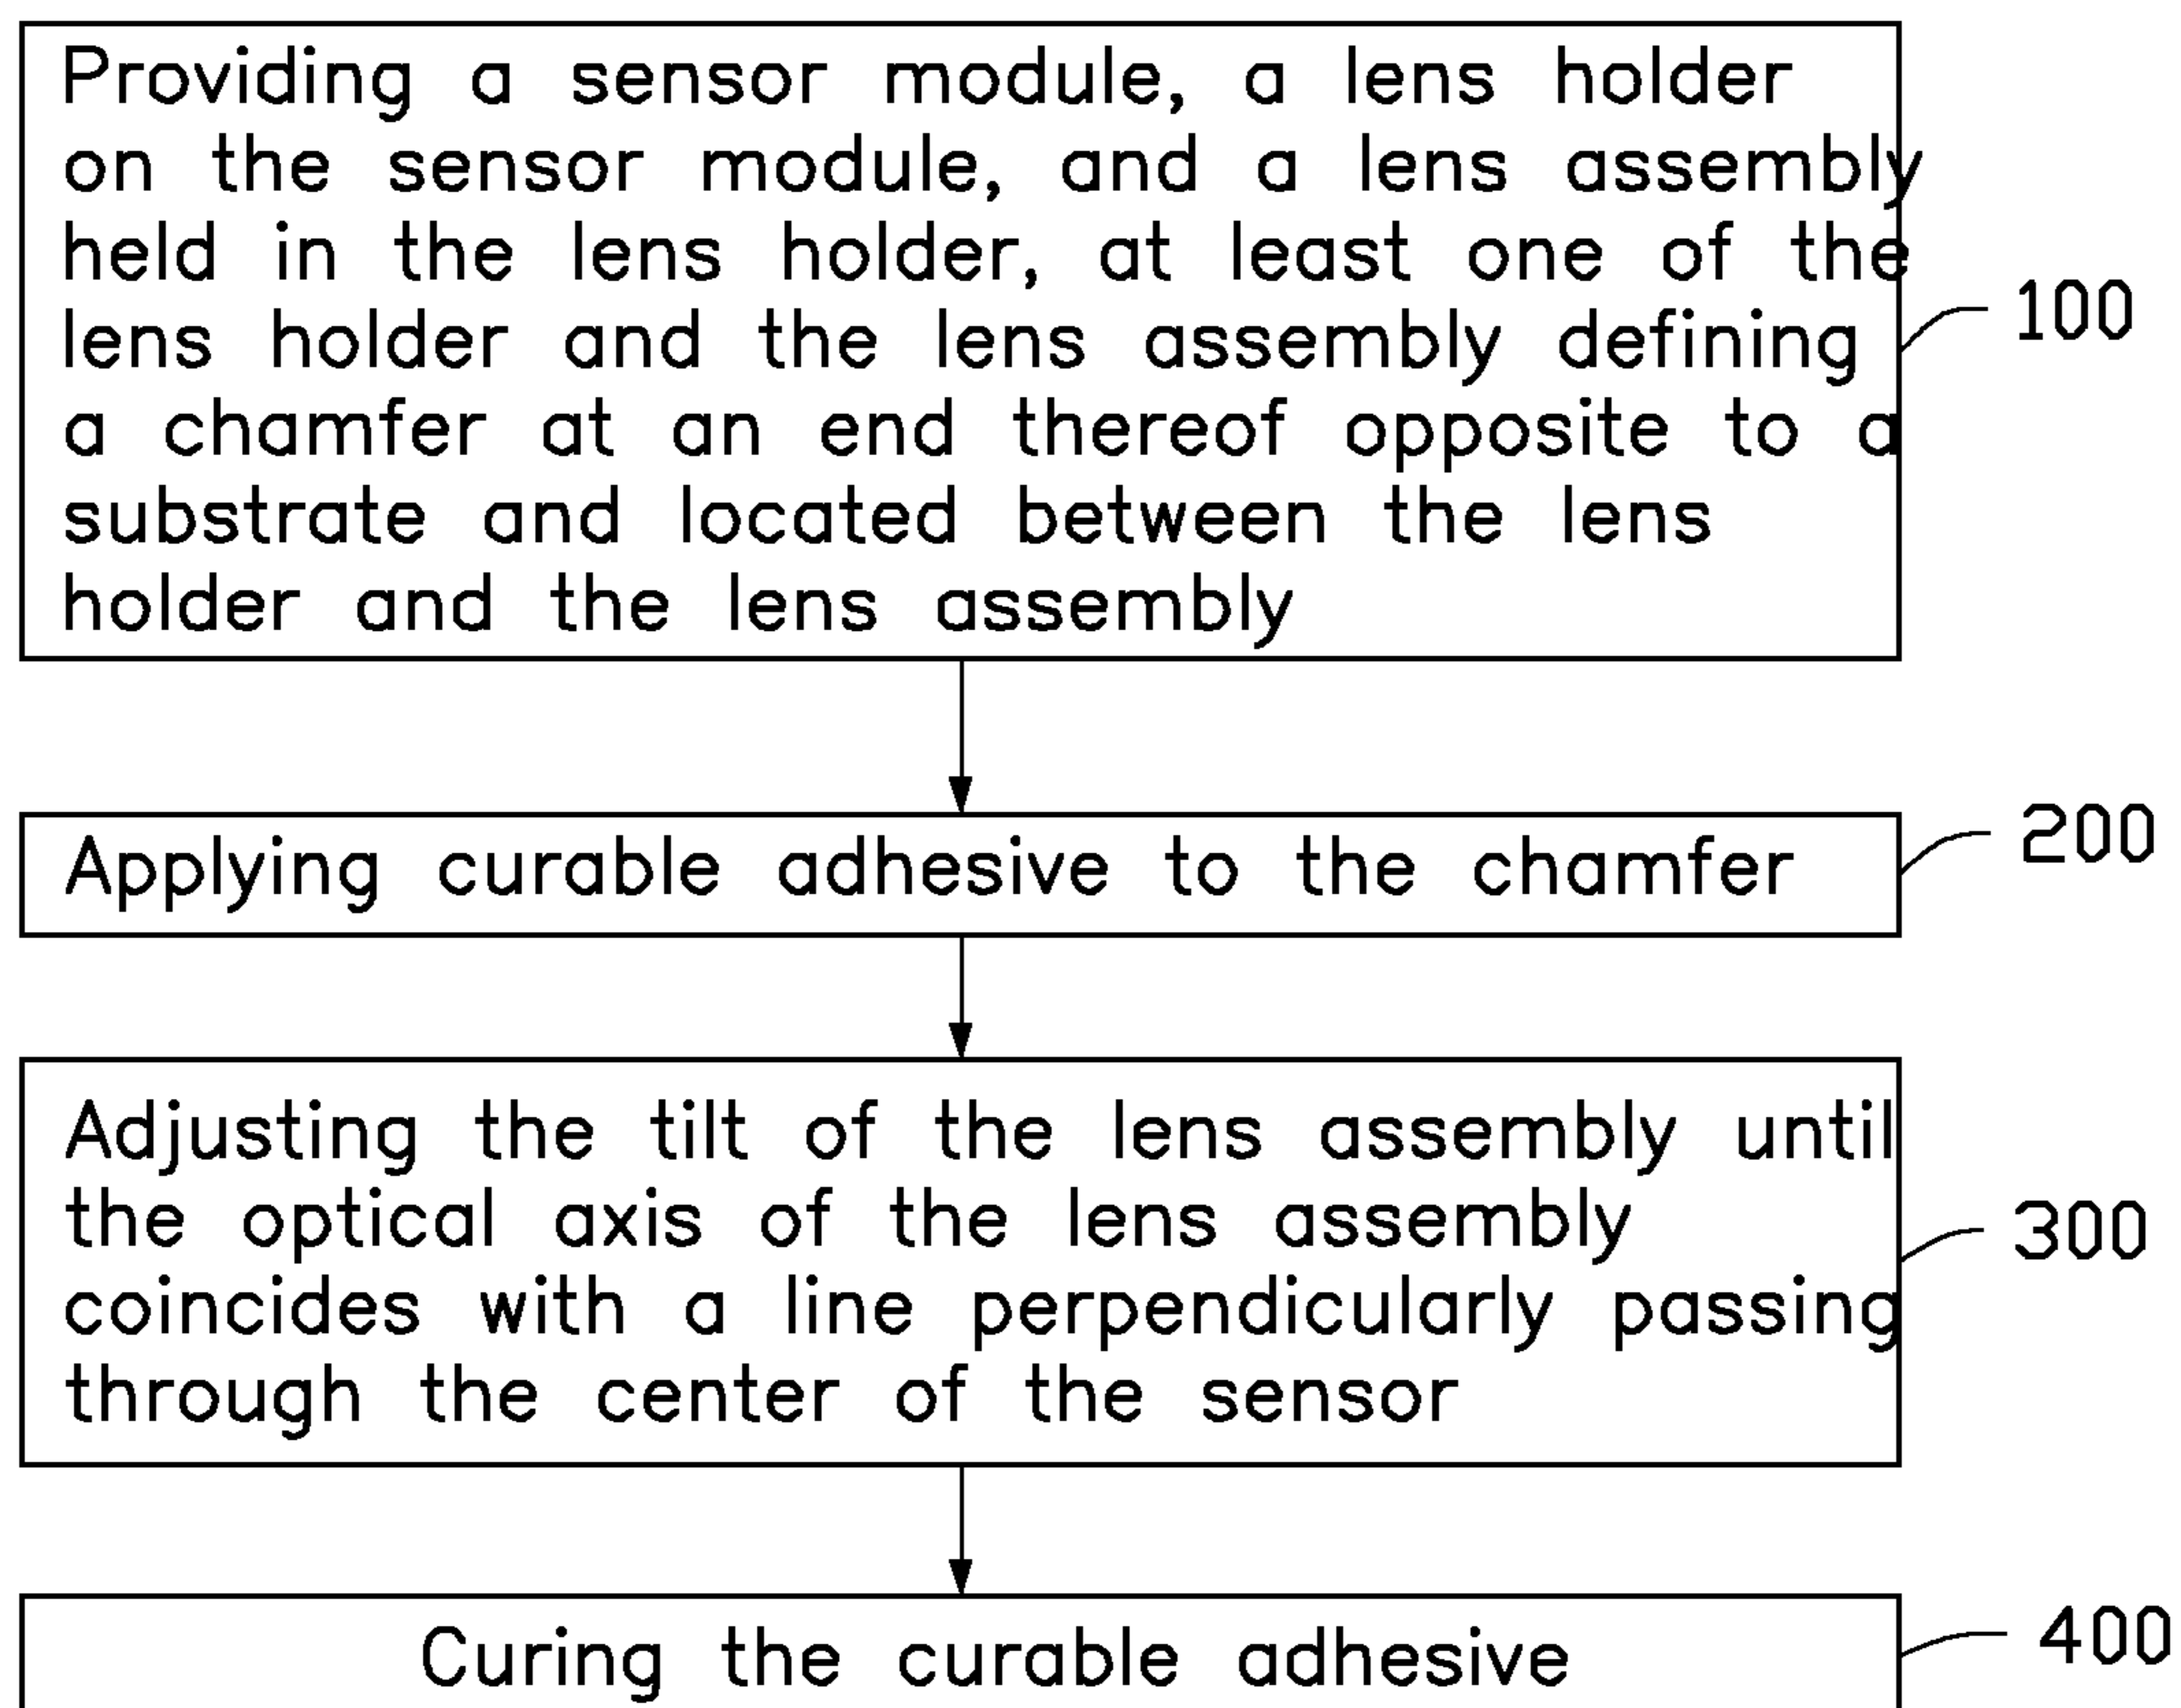 Providing a sensor module, a lens holder
on the sensor module, and a lens assembly
held in the lens holder, at least one of the
lens holder and the lens assembly defining
a chamfer at an end thereof opposite to a
substrate and located between the lens
holder and the lens assembly
100
Applying curable adhesive to the chamfer
200
Adjusting the tilt of the lens assembly until
the optical axis of the lens assembly
coincides with a line perpendicularly passing
through the center of the sensor
300
Curing the curable adhesive
400